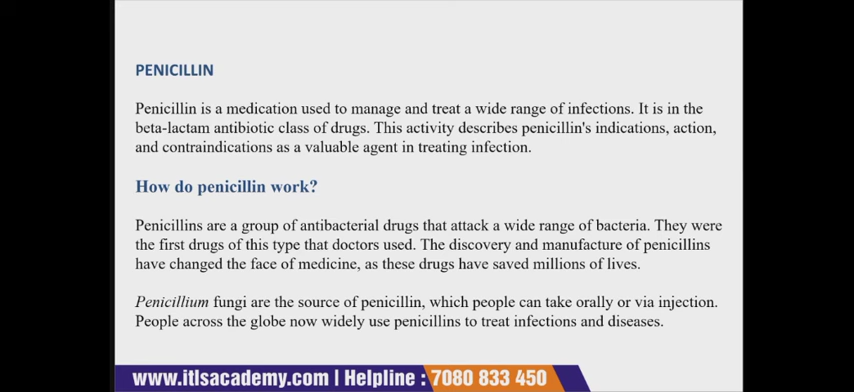 PENICILLIN
Penicillin is a medication used to manage and treat a wide range of infections. It is in the
beta-lactam antibiotic class of drugs. This activity describes penicillin's indications, action,
and contraindications as a valuable agent in treating infection.
How do penicillin work?
Penicillins are a group of antibacterial drugs that attack a wide range of bacteria. They were
the first drugs of this type that doctors used. The discovery and manufacture of penicillins
have changed the face of medicine, as these drugs have saved millions of lives.
Penicillium fungi are the source of penicillin, which people can take orally or via injection.
People across the globe now widely use penicillins to treat infections and diseases.
www.itlsacademy.com | Helpline : 7080 833 450